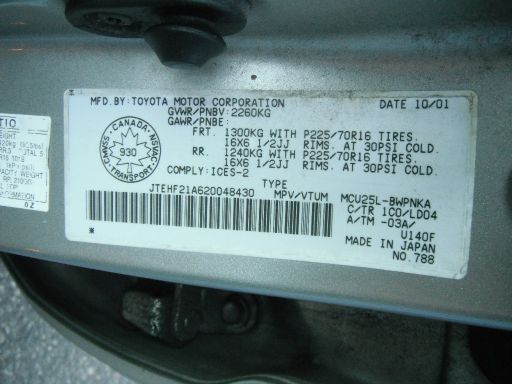 MFD.BY:TOYOTA MOTOR CORPORATION DATE 10/01
GVWR/PNBV:2260KG
GAWR/PNBE:
FRT. 1300KG WITH P225/70R16 TIRES.
16X6 1/2JJ RIMS. AT 30PSI COLD.
RR. 1240KG WITH P225/70R16 TIRES.
16X6 1/2JJ RIMS. AT 30PSI COLD.
COMPLY:ICES-2
CANADA
930
TRANSPORT
TYPE
JTEHF21A620048430 MPV/VTUM MCU25L-BWPNKA
C/TR 1C0/LD04
A/TM -03A/
U140F
MADE IN JAPAN
NO.788